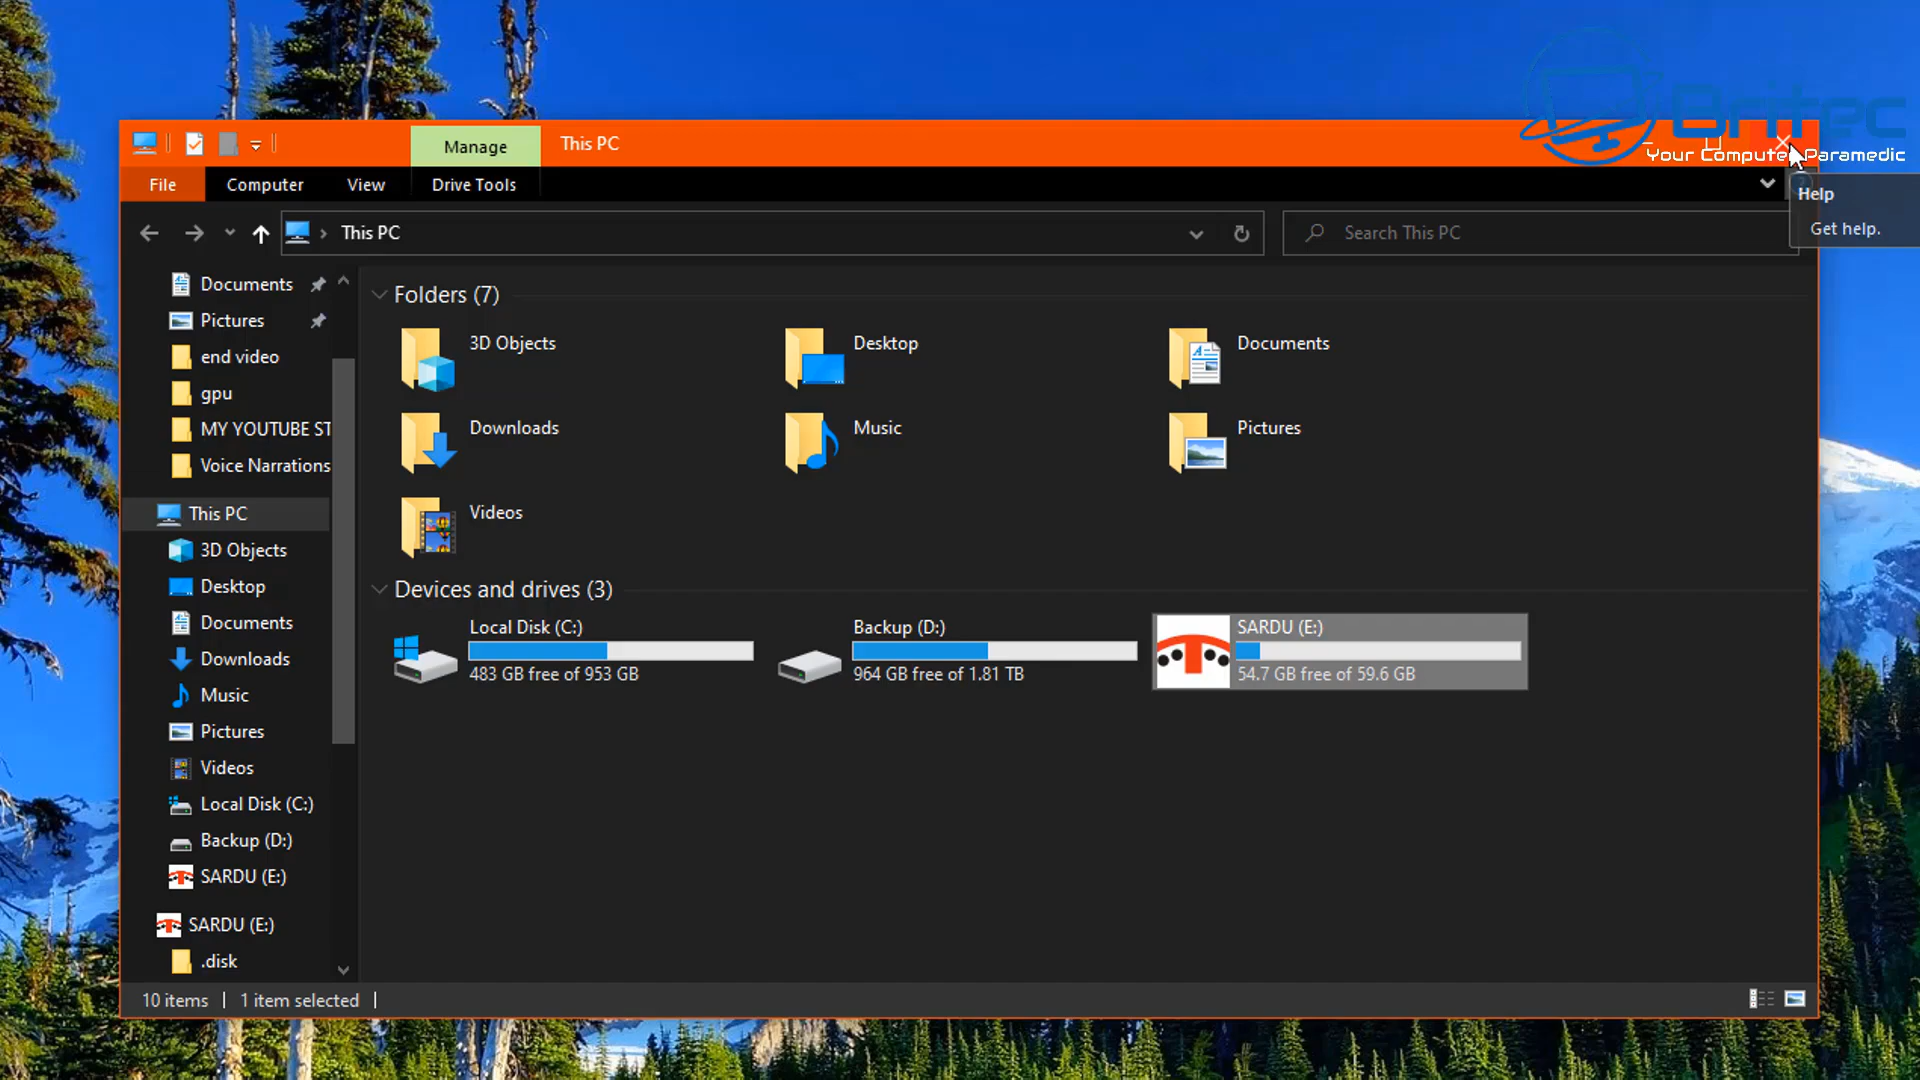 Britec
Your Computer Paramedic
Manage
This PC
File
Computer
View
Drive Tools
Help
Get help.
This PC
Search This PC
Documents
Pictures
end video
gpu
MY YOUTUBE ST
Voice Narrations
This PC
3D Objects
Desktop
Documents
Downloads
Music
Pictures
Videos
Local Disk (C:)
Backup (D:)
SARDU (E:)
SARDU (E:)
.disk
Folders (7)
3D Objects
Desktop
Documents
Downloads
Music
Pictures
Videos
Devices and drives (3)
Local Disk (C:)
483 GB free of 953 GB
Backup (D:)
964 GB free of 1.81 TB
SARDU (E:)
54.7 GB free of 59.6 GB
10 items
1 item selected